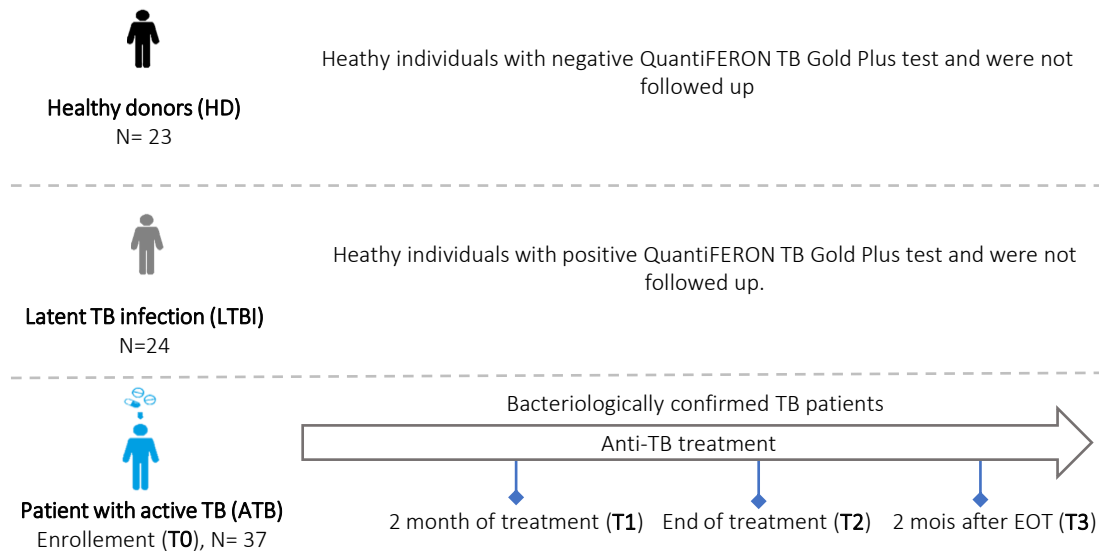 Heathy individuals with negative QuantiFERON TB Gold Plus test and were not
followed up
Healthy donors (HD)
N= 23
Heathy individuals with positive QuantiFERON TB Gold Plus test and were not
followed up.
Latent TB infection (LTBI)
N=24
Bacteriologically confirmed TB patients
Anti-TB treatment
Patient with active TB (ATB)
Enrollement (T0), N= 37
2 month of treatment (T1)
End of treatment (T2)
2 mois after EOT (T3)